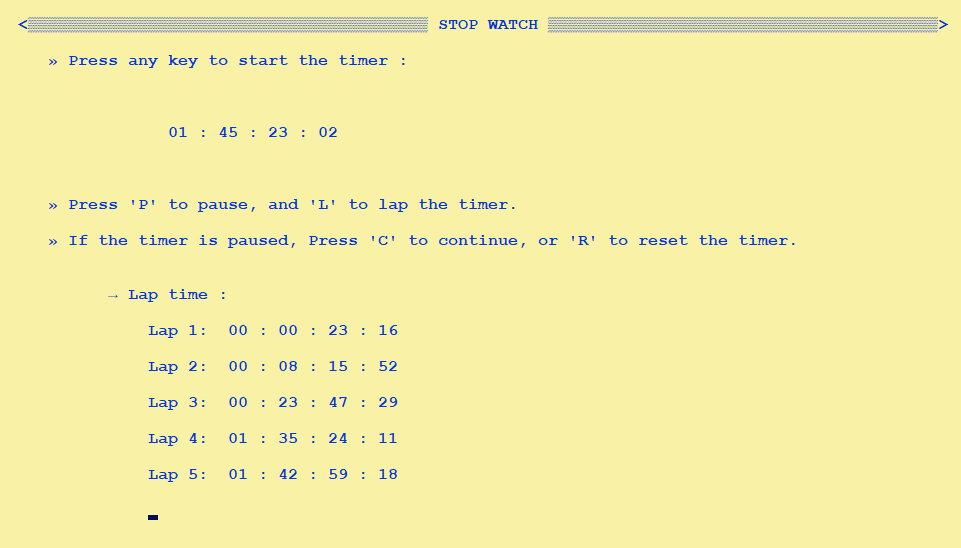 < STOP WATCH >
» Press any key to start the timer :
01 : 45 : 23 : 02
» Press 'P' to pause, and 'L' to lap the timer.
» If the timer is paused, Press 'C' to continue, or 'R' to reset the timer.
→ Lap time :
Lap 1: 00 : 00 : 23 : 16
Lap 2: 00 : 08 : 15 : 52
Lap 3: 00 : 23 : 47 : 29
Lap 4: 01 : 35 : 24 : 11
Lap 5: 01 : 42 : 59 : 18